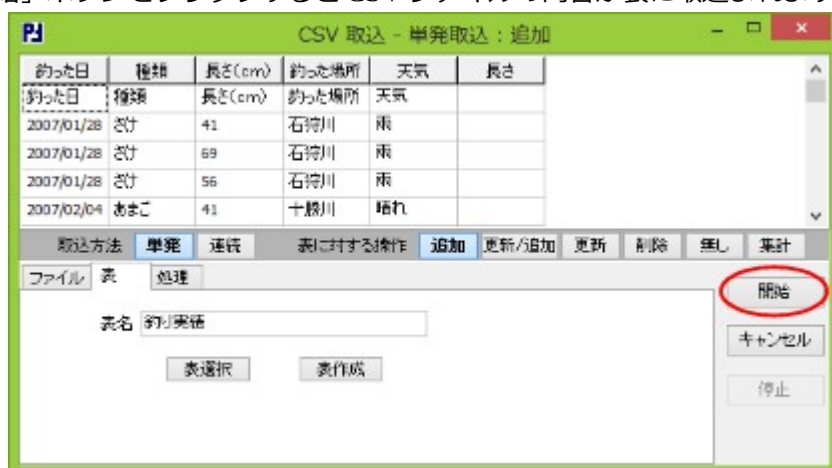 CSV 取込 - 単発取込 : 追加
釣った日 種類 長さ(cm) 釣った場所 天気 長さ
釣った日 種類 長さ(cm) 釣った場所 天気
2007/01/28 さけ 41 石狩川 雨
2007/01/28 さけ 69 石狩川 雨
2007/01/28 さけ 56 石狩川 雨
2007/02/04 あまご 41 十勝川 晴れ
取込方法 単発 連続 表に対する操作 追加 更新/追加 更新 削除 無し 集計
ファイル 表 処理
開始
表名 釣り実績
キャンセル
表選択 表作成
停止